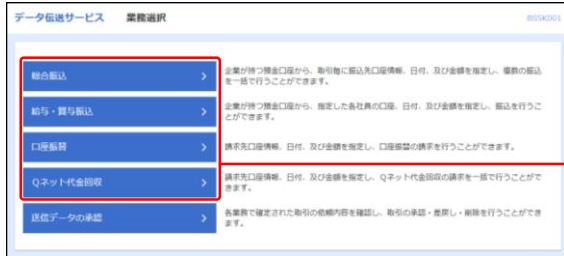 データ伝送サービス 業務選択
BSSK001
総合振込
企業が持つ預金口座から、取引毎に振込先口座情報、日付、及び金額を指定し、複数の振込
を一括で行うことができます。
給与・賞与振込
企業が持つ預金口座から、指定した各社員の口座、日付、及び金額を指定し、振込を行うこ
とができます。
口座振替
請求先口座情報、日付、及び金額を指定し、口座振替の請求を行うことができます。
Qネット代金回収
請求先口座情報、日付、及び金額を指定し、Qネット代金回収の請求を一括で行うことがで
きます。
送信データの承認
各業務で確定された取引の依頼内容を確認し、取引の承認・差戻し・削除を行うことができ
ます。